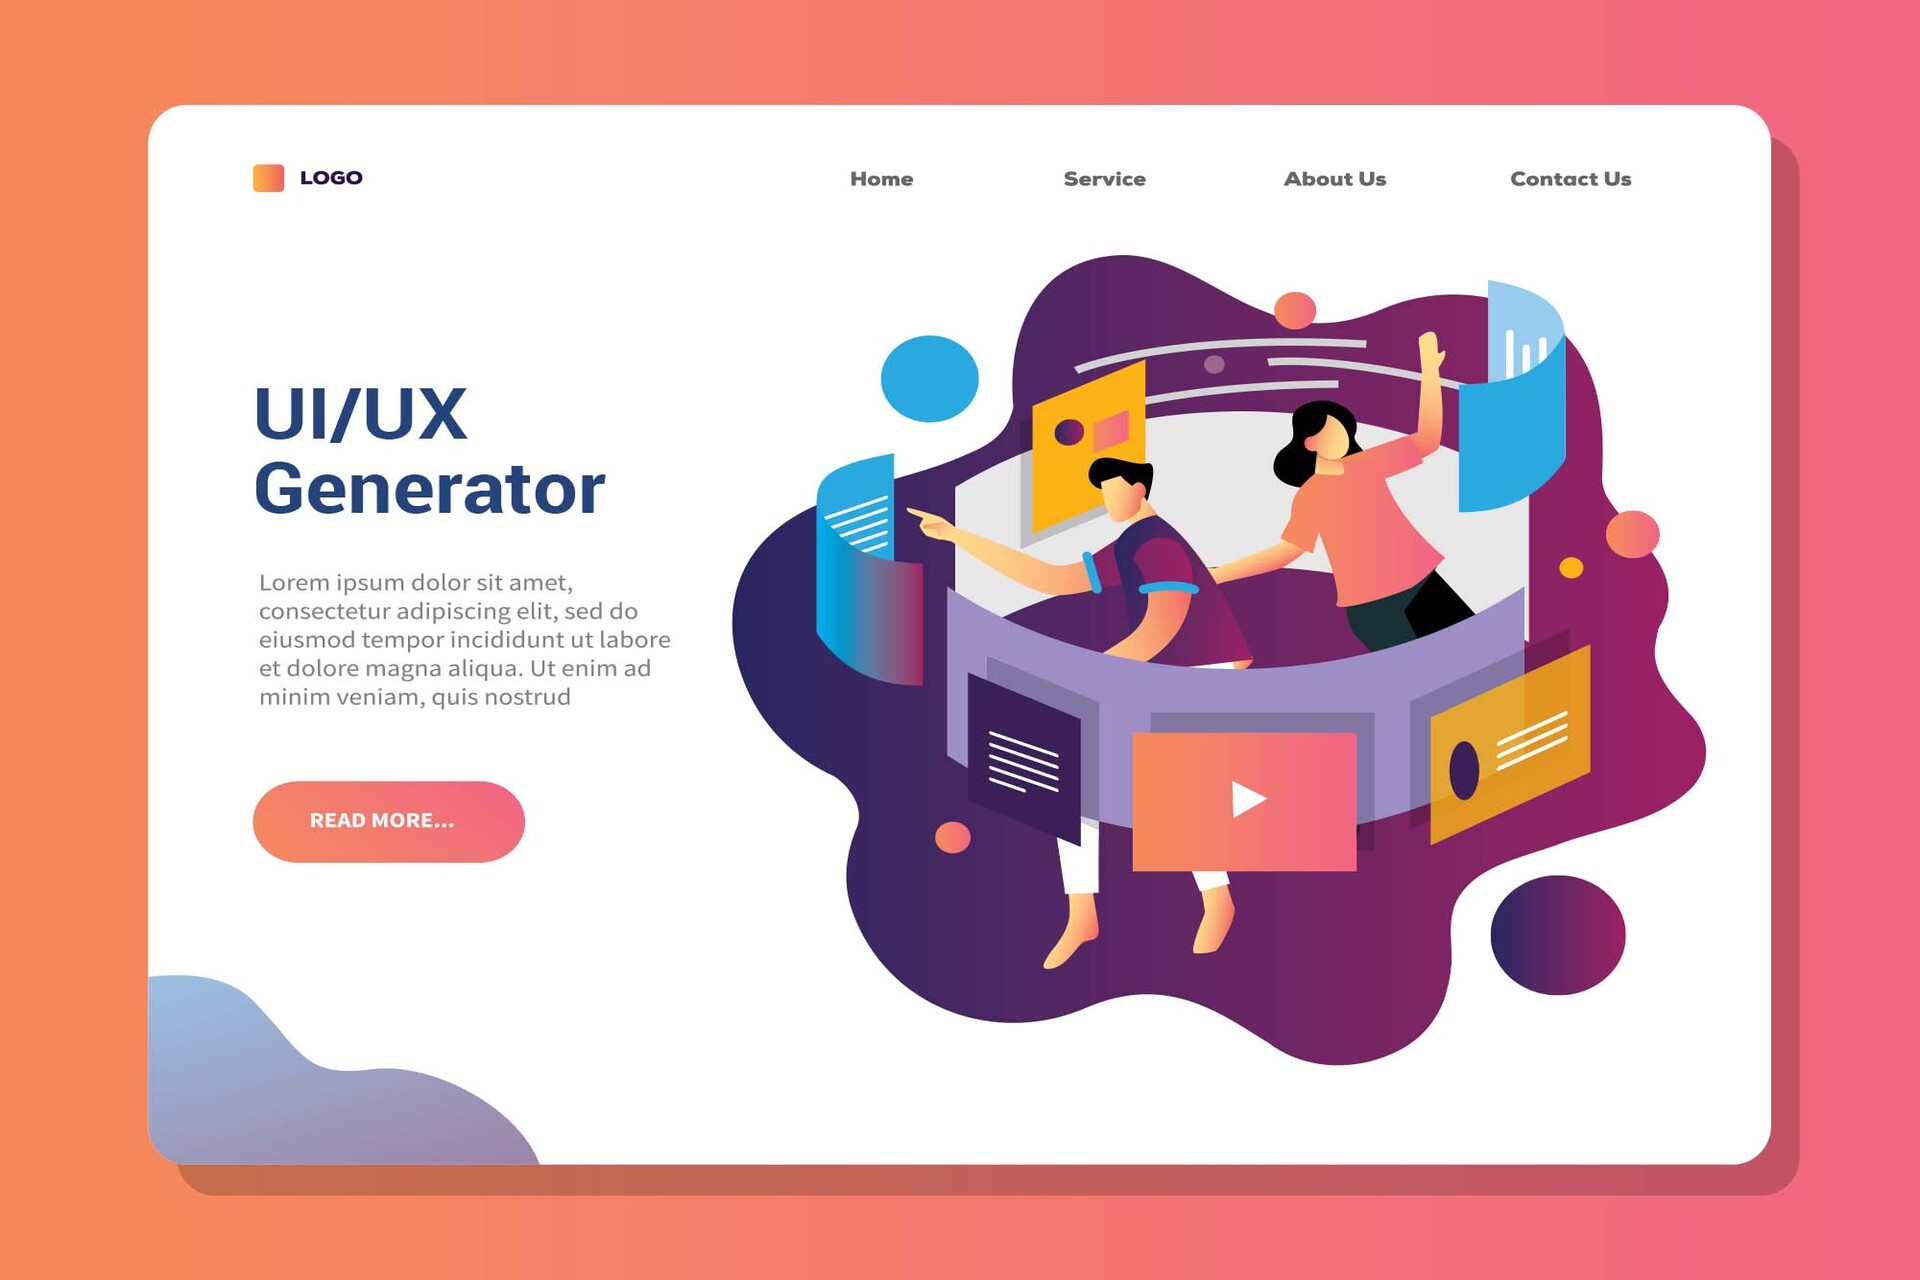 LOGO
Home
Service
About Us
Contact Us
UI/UX
Generator
Lorem ipsum dolor sit amet,
consectetur adipiscing elit, sed do
eiusmod tempor incididunt ut labore
et dolore magna aliqua. Ut enim ad
minim veniam, quis nostrud
READ MORE...